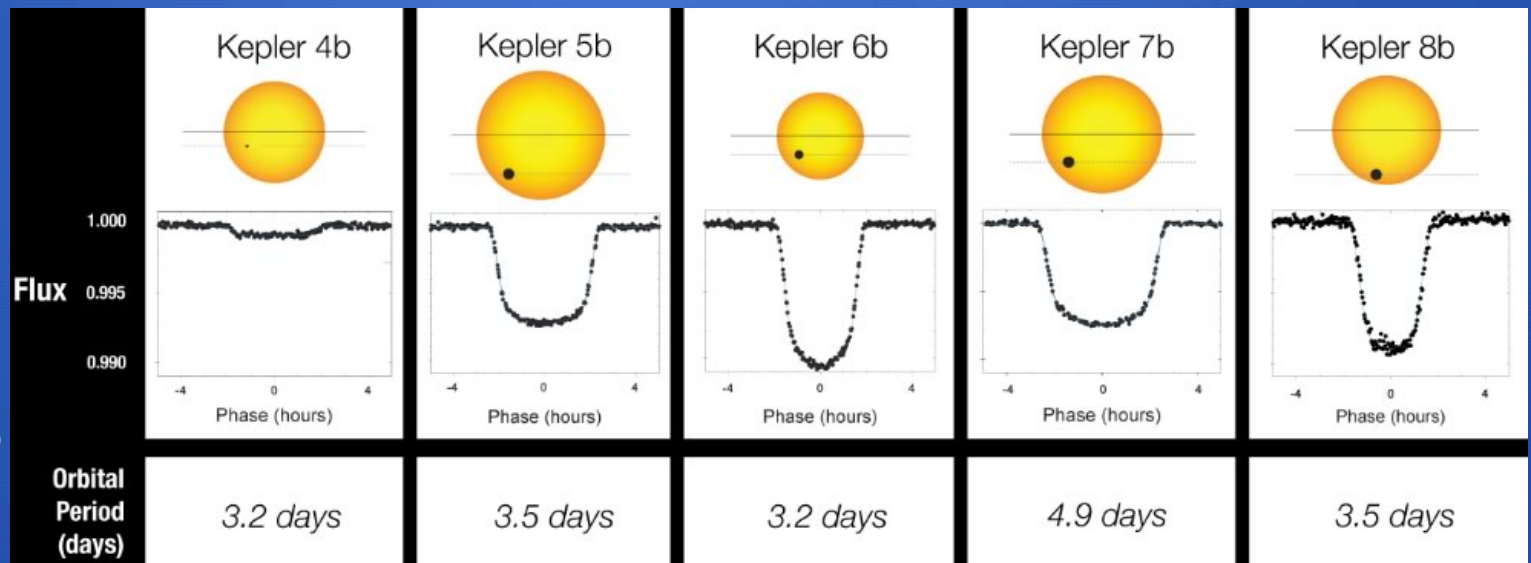 Kepler 4b
Kepler 5b
Kepler 6b
Kepler 7b
Kepler 8b
Flux
1.000
0.995
0.990
-4 0 4
Phase (hours)
-4 0 4
Phase (hours)
-4 0 4
Phase (hours)
-4 0 4
Phase (hours)
-4 0 4
Phase (hours)
Orbital
Period
(days)
3.2 days
3.5 days
3.2 days
4.9 days
3.5 days